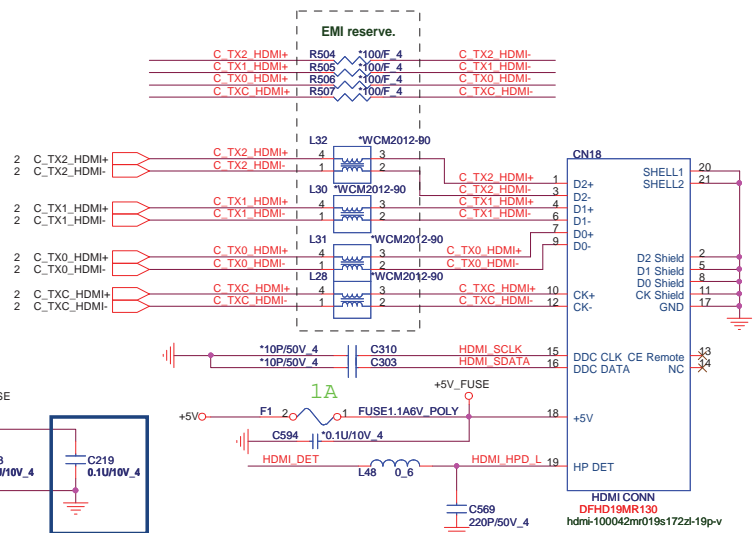 EMI reserve.
C_TX2_HDMI+ R504 *100/F_4 C_TX2_HDMI-
C_TX1_HDMI+ R505 *100/F_4 C_TX1_HDMI-
C_TX0_HDMI+ R506 *100/F_4 C_TX0_HDMI-
C_TXC_HDMI+ R507 *100/F_4 C_TXC_HDMI-
L32 *WCM2012-90
2 C_TX2_HDMI+ C_TX2_HDMI+ 4 3
2 C_TX2_HDMI- C_TX2_HDMI- 1 2
L30 *WCM2012-90
2 C_TX1_HDMI+ C_TX1_HDMI+ 4 3
2 C_TX1_HDMI- C_TX1_HDMI- 1 2
L31 *WCM2012-90
2 C_TX0_HDMI+ C_TX0_HDMI+ 4 3
2 C_TX0_HDMI- C_TX0_HDMI- 1 2
L28 *WCM2012-90
2 C_TXC_HDMI+ C_TXC_HDMI+ 4 3
2 C_TXC_HDMI- C_TXC_HDMI- 1 2
CN18
C_TX2_HDMI+ 1 D2+
C_TX2_HDMI- 3 D2-
C_TX1_HDMI+ 4 D1+
C_TX1_HDMI- 6 D1-
7 D0+
C_TX0_HDMI+ 9 D0-
C_TX0_HDMI-
C_TXC_HDMI+ 10 CK+
C_TXC_HDMI- 12 CK-
SHELL1 20
SHELL2 21
D2 Shield 2
D1 Shield 5
D0 Shield 8
CK Shield 11
GND 17
*10P/50V_4 C310 HDMI_SCLK 15 DDC CLK CE Remote 13
*10P/50V_4 C303 HDMI_SDATA 16 DDC DATA NC 14
1A
+5V_FUSE
+5V F1 2 1 FUSE1.1A6V_POLY 18 +5V
C594 *0.1U/10V_4
HDMI_DET L48 0_6 HDMI_HPD_L 19 HP DET
C569
220P/50V_4
HDMI CONN
DFHD19MR130
hdmi-100042mr019s172zl-19p-v
SE
C219
0.1U/10V_4
/10V_4